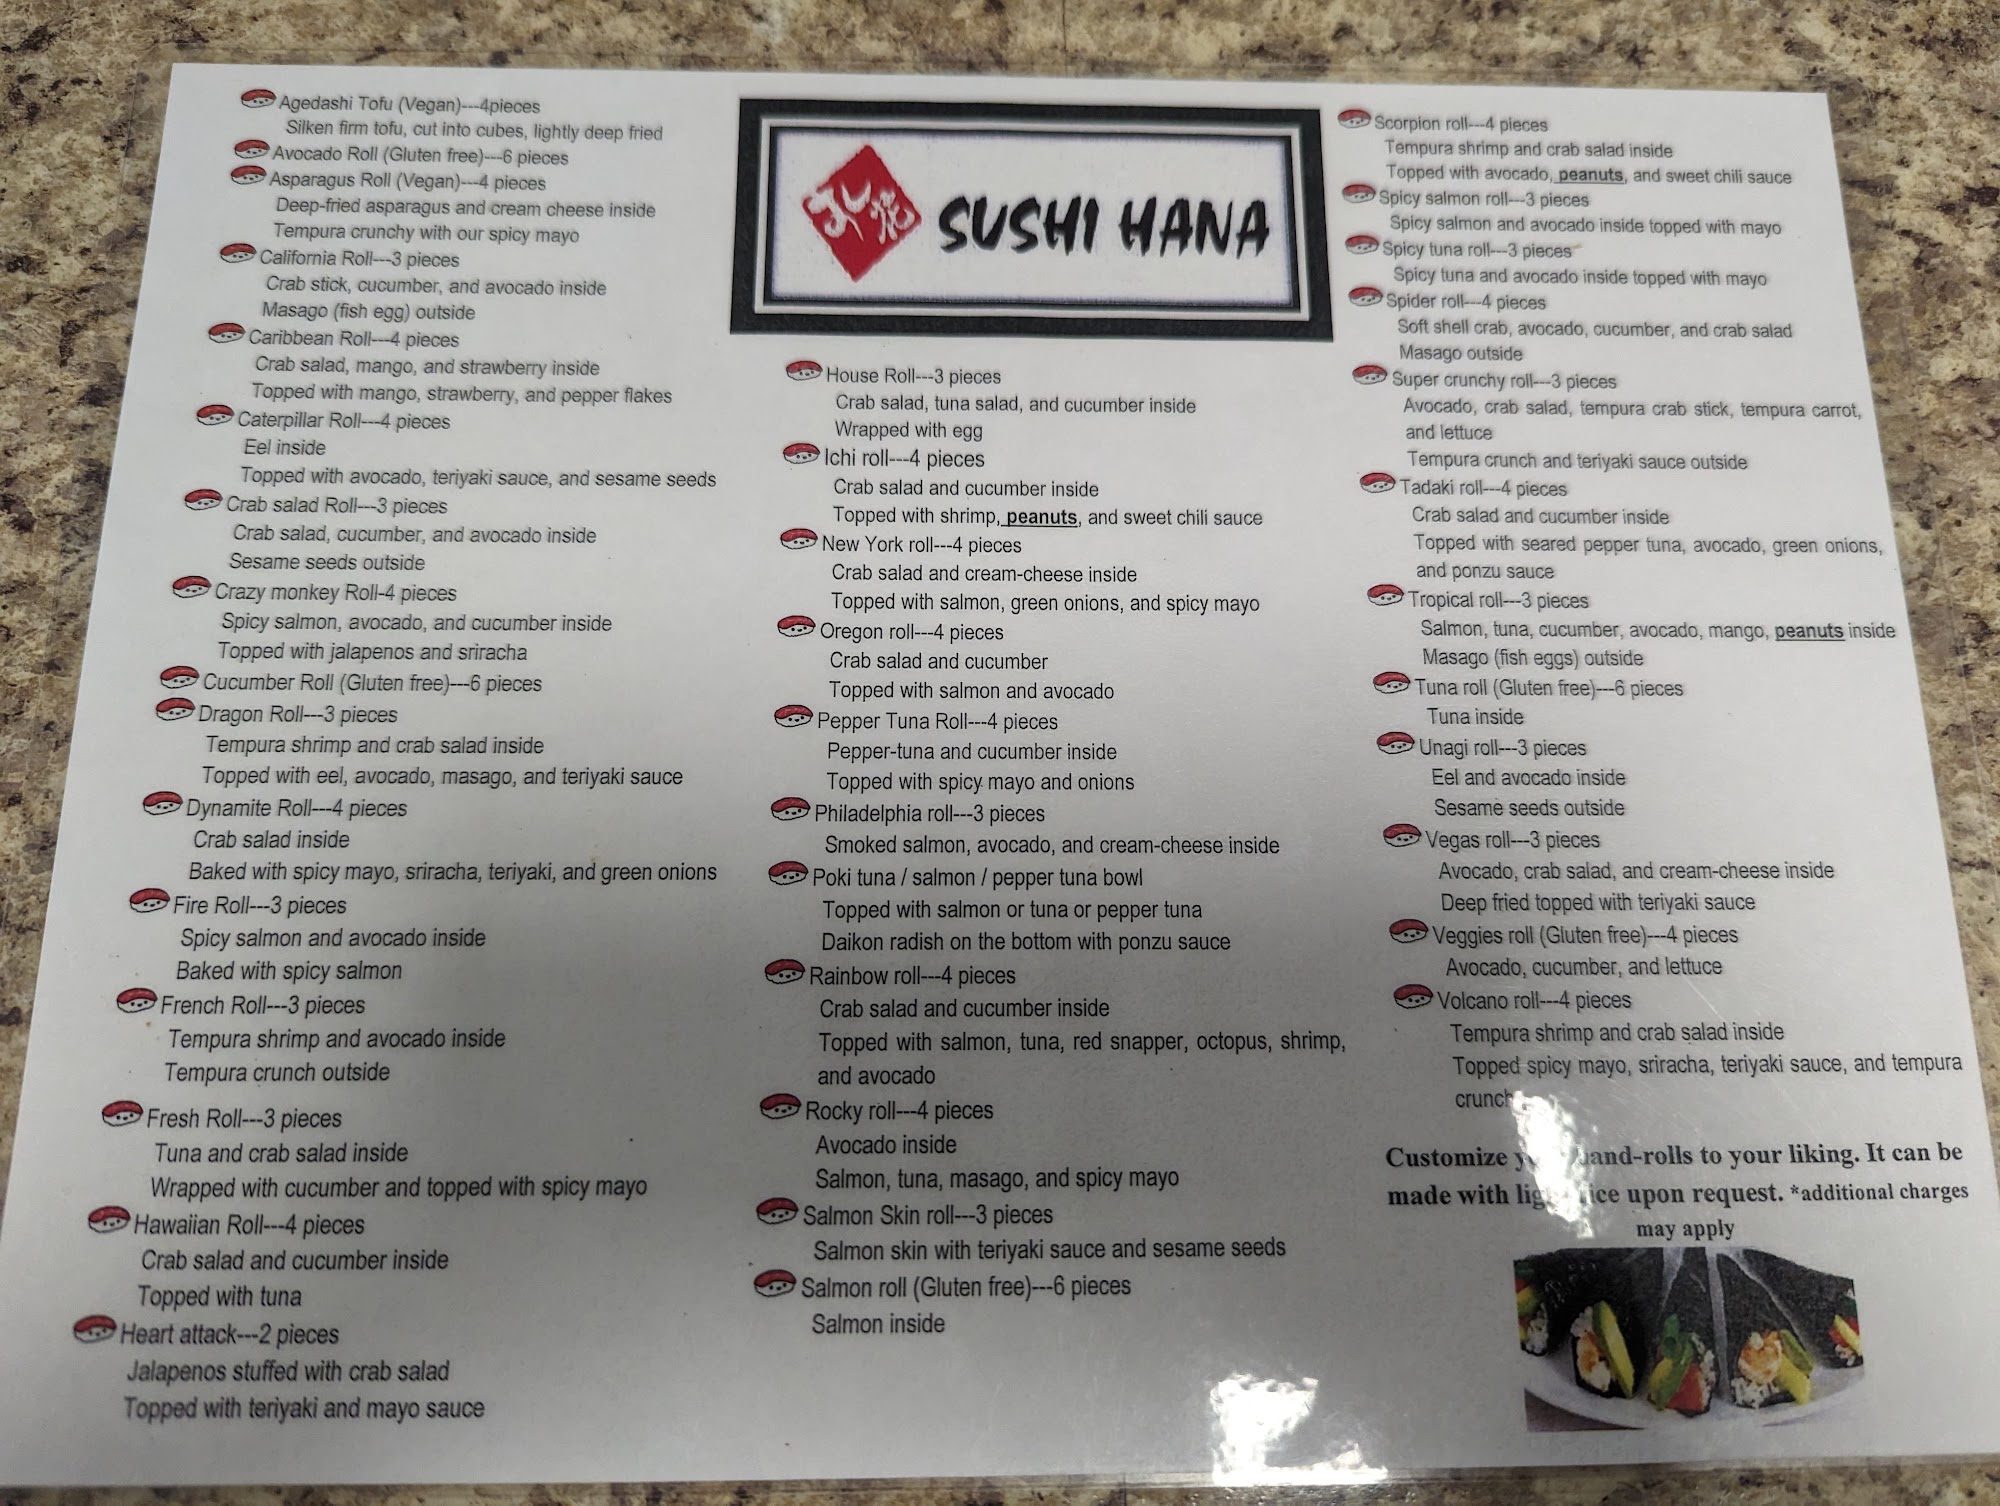 Agedashi Tofu (Vegan)---4pieces
Silken firm tofu, cut into cubes, lightly deep fried
Avocado Roll (Gluten free)---6 pieces
Asparagus Roll (Vegan)---4 pieces
Deep-fried asparagus and cream cheese inside
Tempura crunchy with our spicy mayo
California Roll---3 pieces
Crab stick, cucumber, and avocado inside
Masago (fish egg) outside
Caribbean Roll---4 pieces
Crab salad, mango, and strawberry inside
Topped with mango, strawberry, and pepper flakes
Caterpillar Roll---4 pieces
Eel inside
Topped with avocado, teriyaki sauce, and sesame seeds
Crab salad Roll---3 pieces
Crab salad, cucumber, and avocado inside
Sesame seeds outside
Crazy monkey Roll-4 pieces
Spicy salmon, avocado, and cucumber inside
Topped with jalapenos and sriracha
Cucumber Roll (Gluten free)---6 pieces
Dragon Roll---3 pieces
Tempura shrimp and crab salad inside
Topped with eel, avocado, masago, and teriyaki sauce
Dynamite Roll---4 pieces
Crab salad inside
Baked with spicy mayo, sriracha, teriyaki, and green onions
Fire Roll---3 pieces
Spicy salmon and avocado inside
Baked with spicy salmon
French Roll---3 pieces
Tempura shrimp and avocado inside
Tempura crunch outside
Fresh Roll---3 pieces
Tuna and crab salad inside
Wrapped with cucumber and topped with spicy mayo
Hawaiian Roll---4 pieces
Crab salad and cucumber inside
Topped with tuna
Heart attack---2 pieces
Jalapenos stuffed with crab salad
Topped with teriyaki and mayo sauce
SUSHI HANA
House Roll---3 pieces
Crab salad, tuna salad, and cucumber inside
Wrapped with egg
Ichi roll---4 pieces
Crab salad and cucumber inside
Topped with shrimp, peanuts, and sweet chili sauce
New York roll---4 pieces
Crab salad and cream-cheese inside
Topped with salmon, green onions, and spicy mayo
Oregon roll---4 pieces
Crab salad and cucumber
Topped with salmon and avocado
Pepper Tuna Roll---4 pieces
Pepper-tuna and cucumber inside
Topped with spicy mayo and onions
Philadelphia roll---3 pieces
Smoked salmon, avocado, and cream-cheese inside
Poki tuna / salmon / pepper tuna bowl
Topped with salmon or tuna or pepper tuna
Daikon radish on the bottom with ponzu sauce
Rainbow roll---4 pieces
Crab salad and cucumber inside
Topped with salmon, tuna, red snapper, octopus, shrimp,
and avocado
Rocky roll---4 pieces
Avocado inside
Salmon, tuna, masago, and spicy mayo
Salmon Skin roll---3 pieces
Salmon skin with teriyaki sauce and sesame seeds
Salmon roll (Gluten free)---6 pieces
Salmon inside
Scorpion roll---4 pieces
Tempura shrimp and crab salad inside
Topped with avocado, peanuts, and sweet chili sauce
Spicy salmon roll---3 pieces
Spicy salmon and avocado inside topped with mayo
Spicy tuna roll---3 pieces
Spicy tuna and avocado inside topped with mayo
Spider roll---4 pieces
Soft shell crab, avocado, cucumber, and crab salad
Masago outside
Super crunchy roll---3 pieces
Avocado, crab salad, tempura crab stick, tempura carrot,
and lettuce
Tempura crunch and teriyaki sauce outside
Tadaki roll---4 pieces
Crab salad and cucumber inside
Topped with seared pepper tuna, avocado, green onions,
and ponzu sauce
Tropical roll---3 pieces
Salmon, tuna, cucumber, avocado, mango, peanuts inside
Masago (fish eggs) outside
Tuna roll (Gluten free)---6 pieces
Tuna inside
Unagi roll---3 pieces
Eel and avocado inside
Sesame seeds outside
Vegas roll---3 pieces
Avocado, crab salad, and cream-cheese inside
Deep fried topped with teriyaki sauce
Veggies roll (Gluten free)---4 pieces
Avocado, cucumber, and lettuce
Volcano roll---4 pieces
Tempura shrimp and crab salad inside
Topped spicy mayo, sriracha, teriyaki sauce, and tempura
crunch
Customize to your liking. It can be
made with upon request. *additional charges
may apply